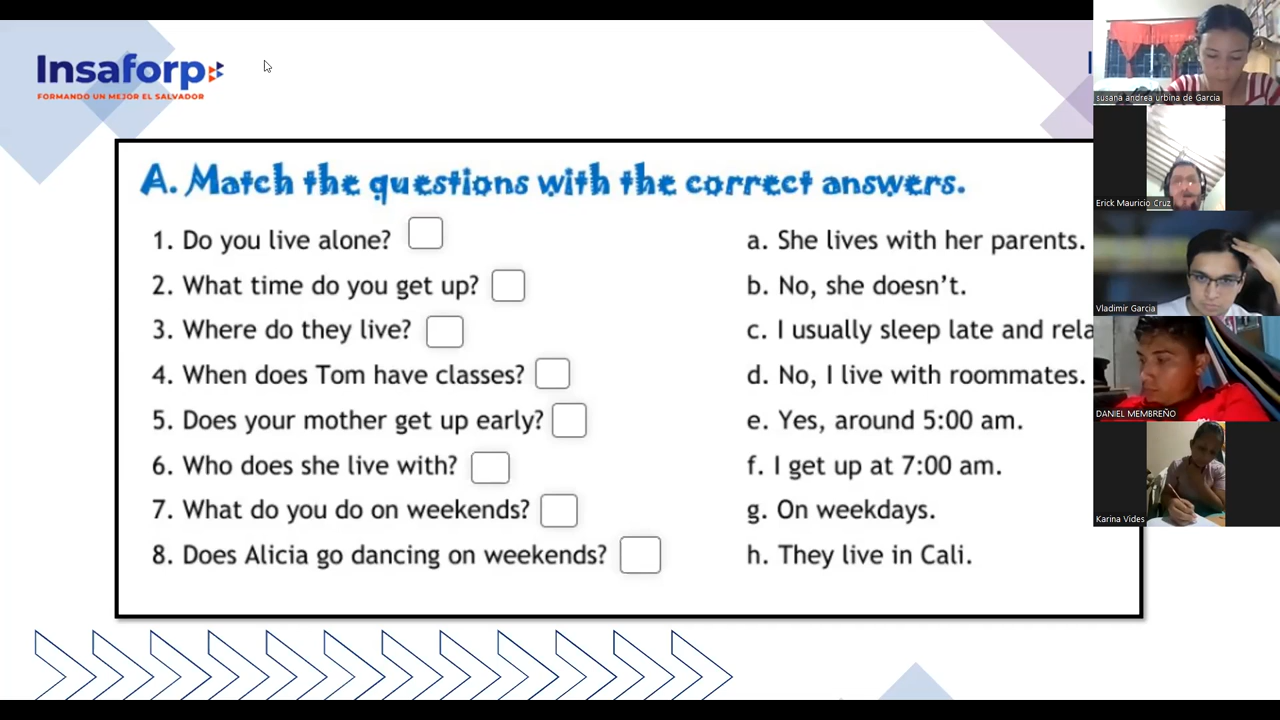 Insaforp
FORMANDO UN MEJOR EL SALVADOR
A. Match the questions with the correct answers.
1. Do you live alone?
2. What time do you get up?
3. Where do they live?
4. When does Tom have classes?
5. Does your mother get up early?
6. Who does she live with?
7. What do you do on weekends?
8. Does Alicia go dancing on weekends?
a. She lives with her parents.
b. No, she doesn't.
c. I usually sleep late and rela
d. No, I live with roommates.
e. Yes, around 5:00 am.
f. I get up at 7:00 am.
g. On weekdays.
h. They live in Cali.
susana andrea urbina de Garcia
Erick Mauricio Cruz
Vladimir Garcia
DANIEL MEMBREÑO
Karina Vides